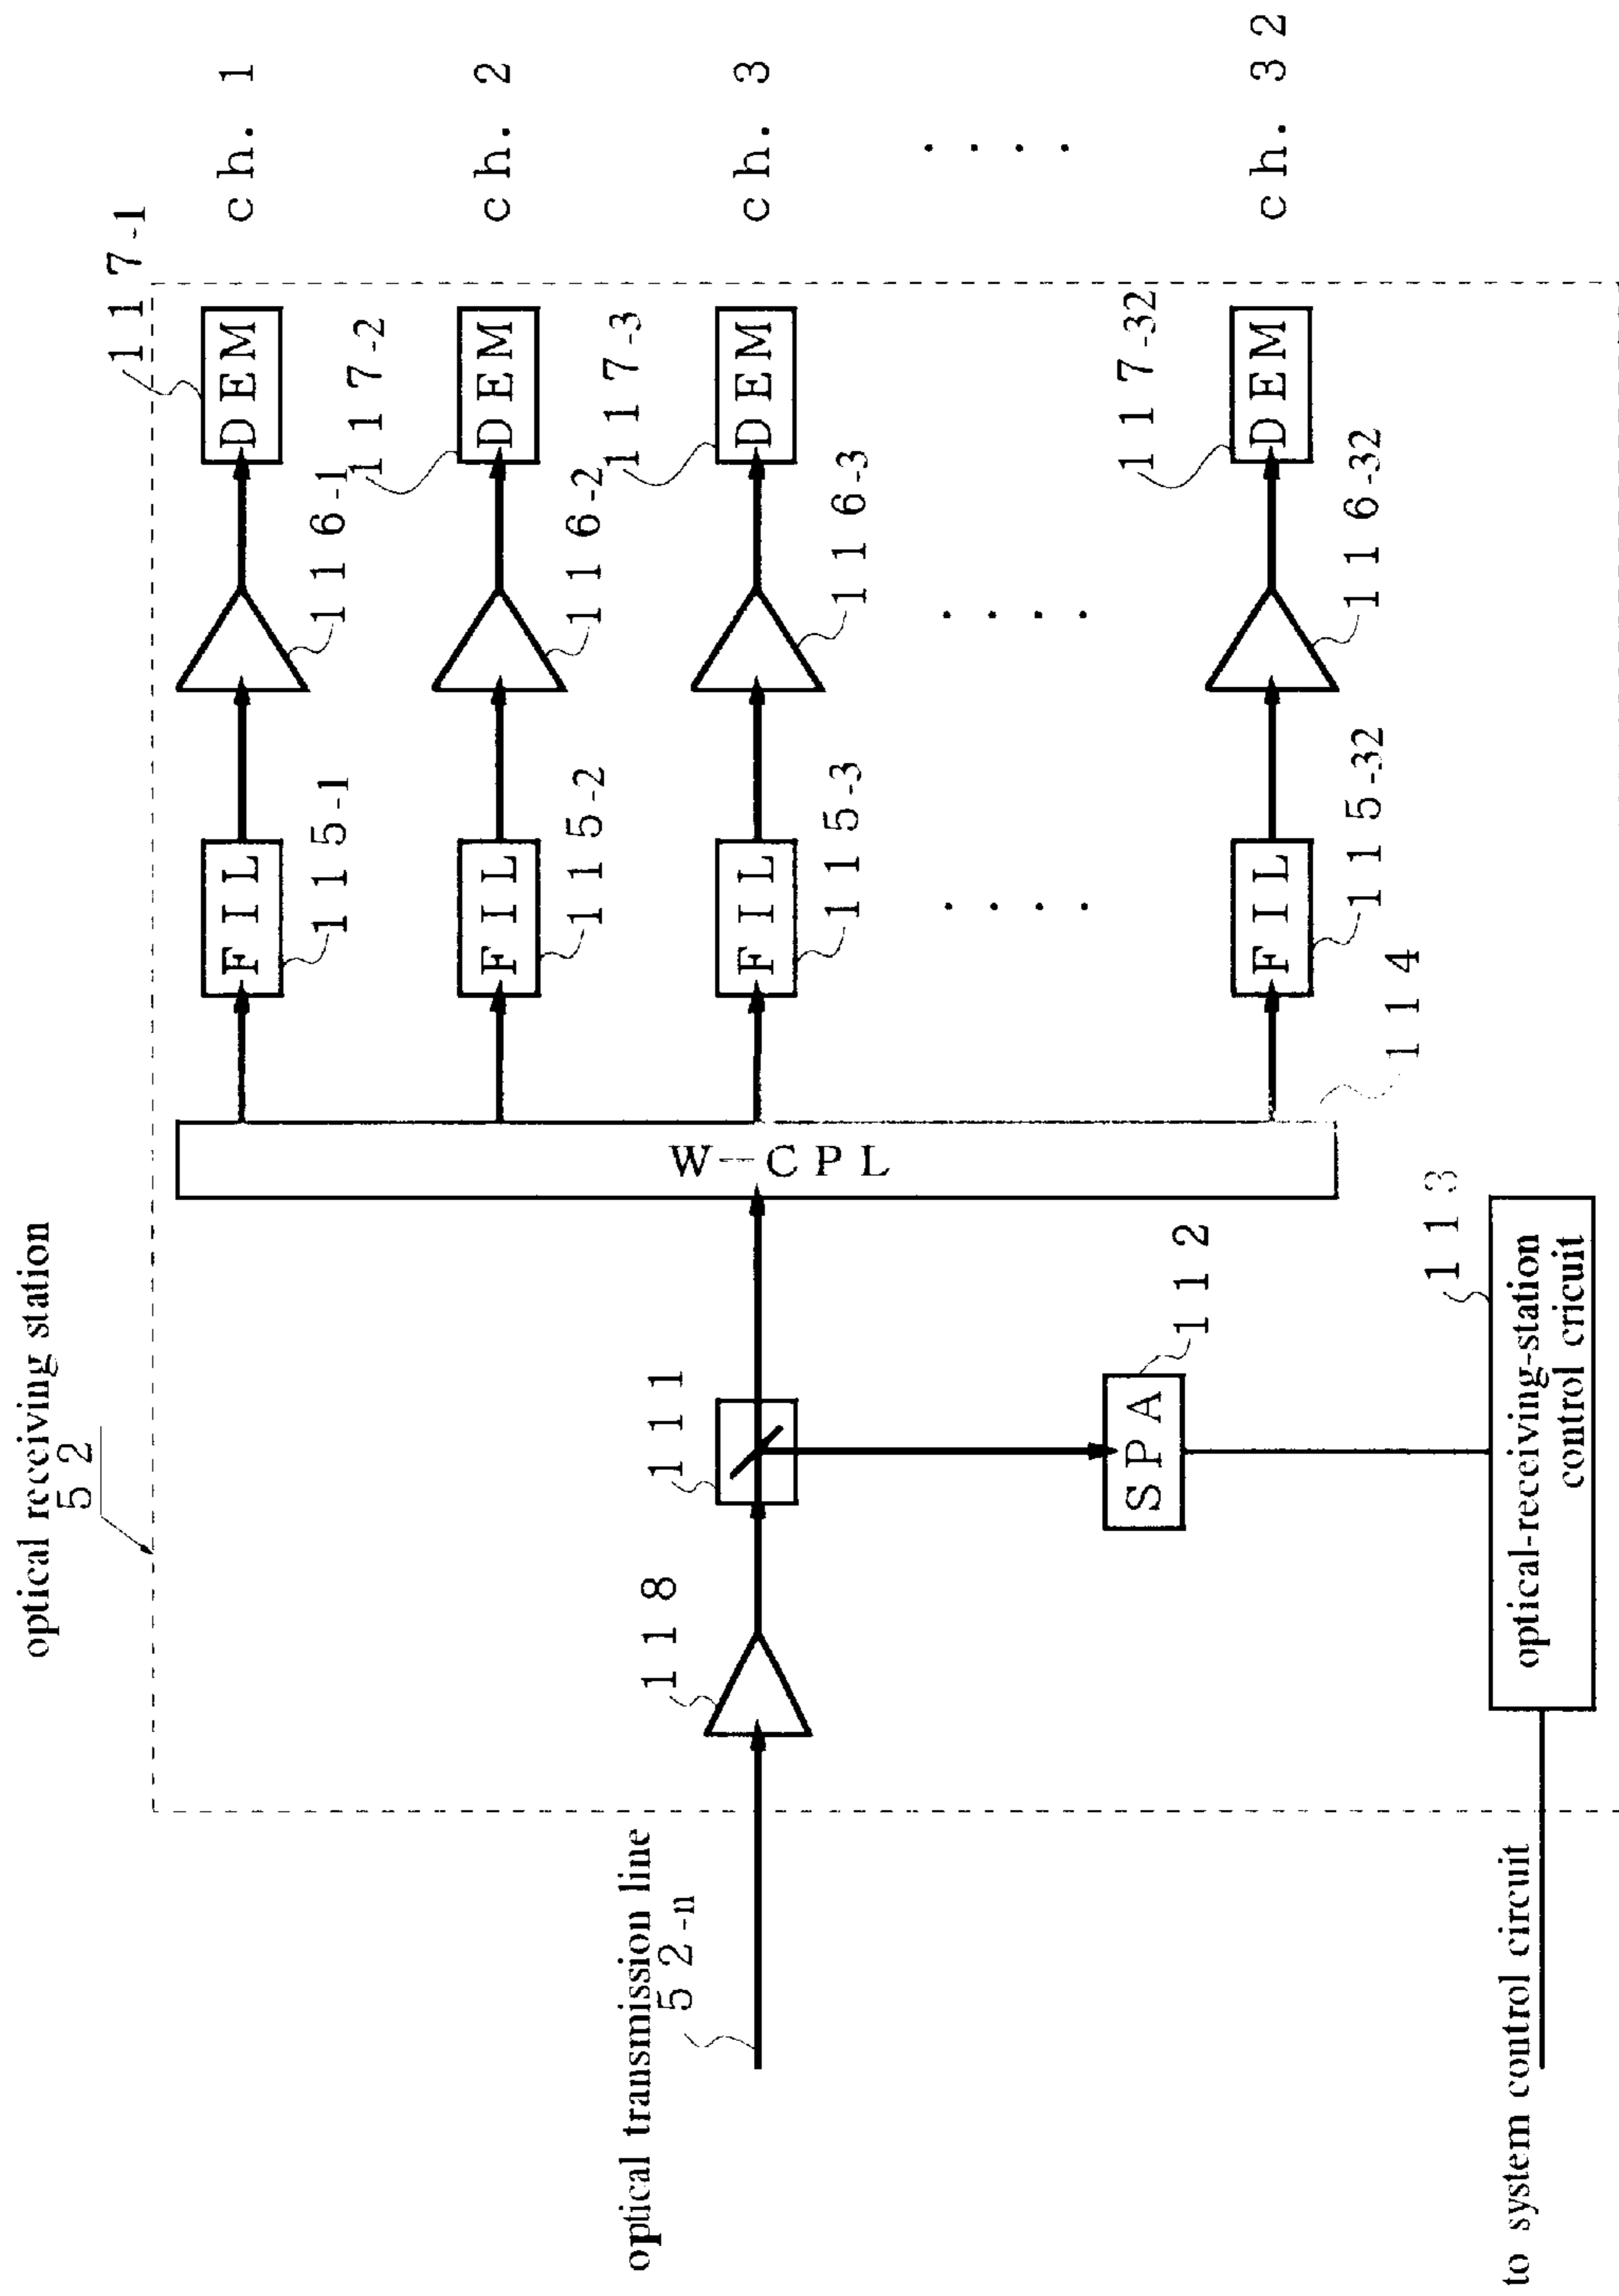 optical receiving station
52
117-1
ch. 1
FIL
115-1
116-1
DEM
117-2
ch. 2
FIL
115-2
116-2
DEM
117-3
ch. 3
FIL
115-3
116-3
DEM
optical transmission line
52-n
118
111
W-CPL
. . . .
. . . .
. . . .
117-32
ch. 32
FIL
115-32
116-32
DEM
114
SPA
112
113
optical-receiving-station
control cricuit
to system control circuit